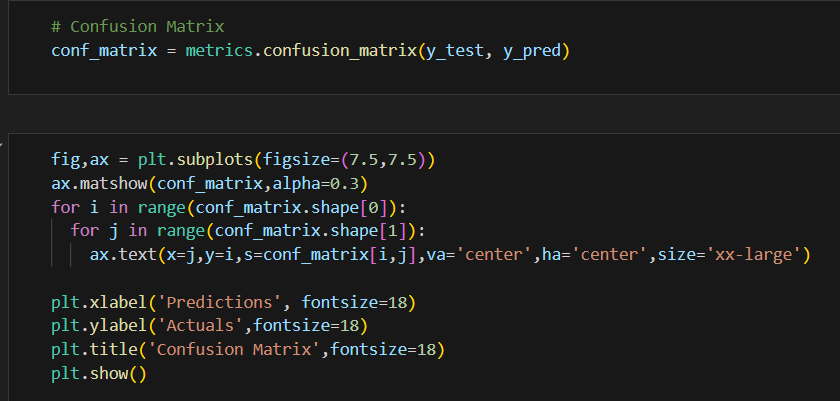 # Confusion Matrix
conf_matrix = metrics.confusion_matrix(y_test, y_pred)
fig,ax = plt.subplots(figsize=(7.5,7.5))
ax.matshow(conf_matrix,alpha=0.3)
for i in range(conf_matrix.shape[0]):
  for j in range(conf_matrix.shape[1]):
    ax.text(x=j,y=i,s=conf_matrix[i,j],va='center',ha='center',size='xx-large')
plt.xlabel('Predictions', fontsize=18)
plt.ylabel('Actuals',fontsize=18)
plt.title('Confusion Matrix',fontsize=18)
plt.show()